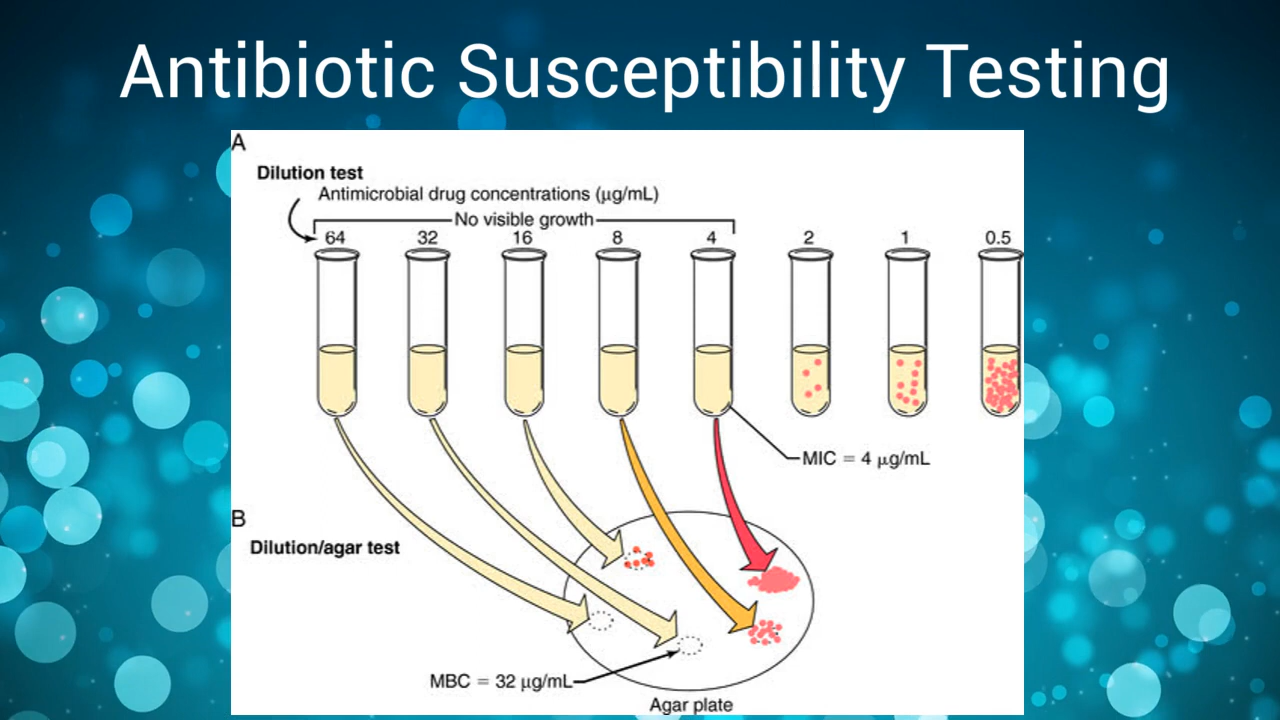 Antibiotic Susceptibility Testing
A
Dilution test
Antimicrobial drug concentrations (μg/mL)
No visible growth
64 32 16 8 4 2 1 0.5
MIC = 4 μg/mL
B
Dilution/agar test
MBC = 32 μg/mL
Agar plate